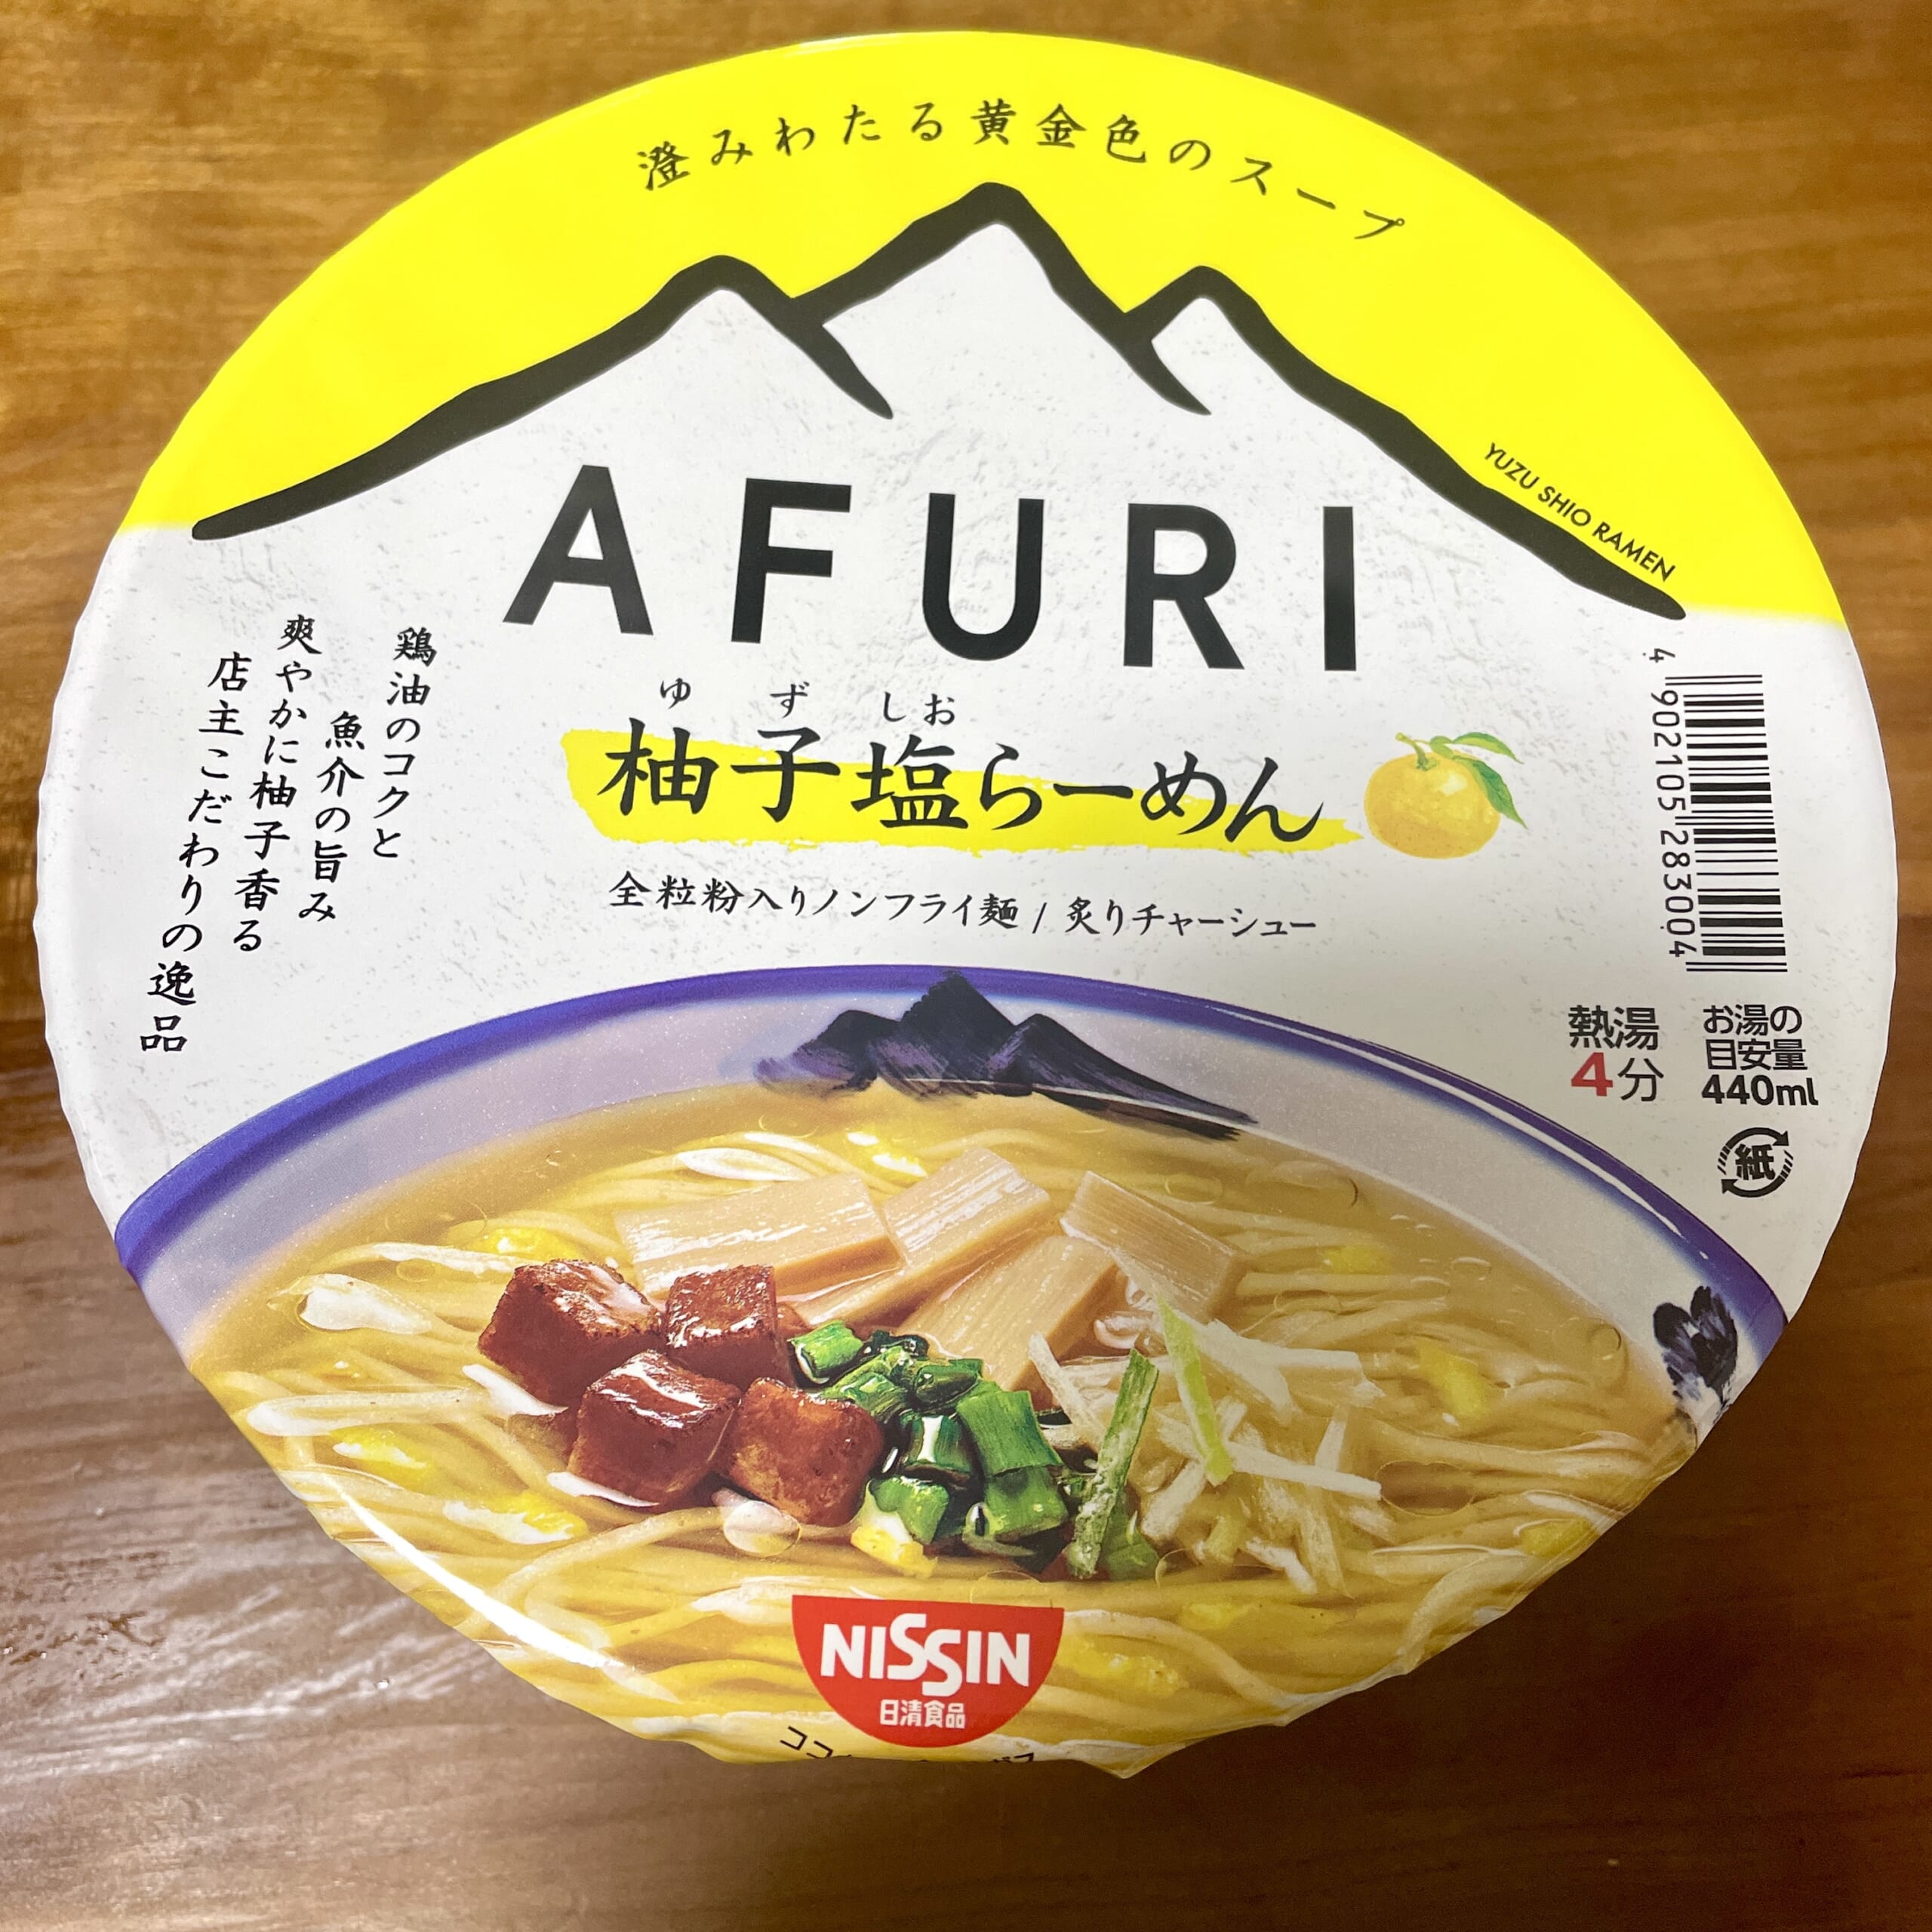 澄みわたる黄金色のスープ
YUZU SHIO RAMEN
AFURI
ゆずしお
柚子塩らーめん
全粒粉入りノンフライ麺 / 炙りチャーシュー
鶏油のコクと
魚介の旨み
爽やかに柚子香る
店主こだわりの逸品
4 902105 283004
熱湯
4分
お湯の
目安量
440ml
紙
NISSIN
日清食品